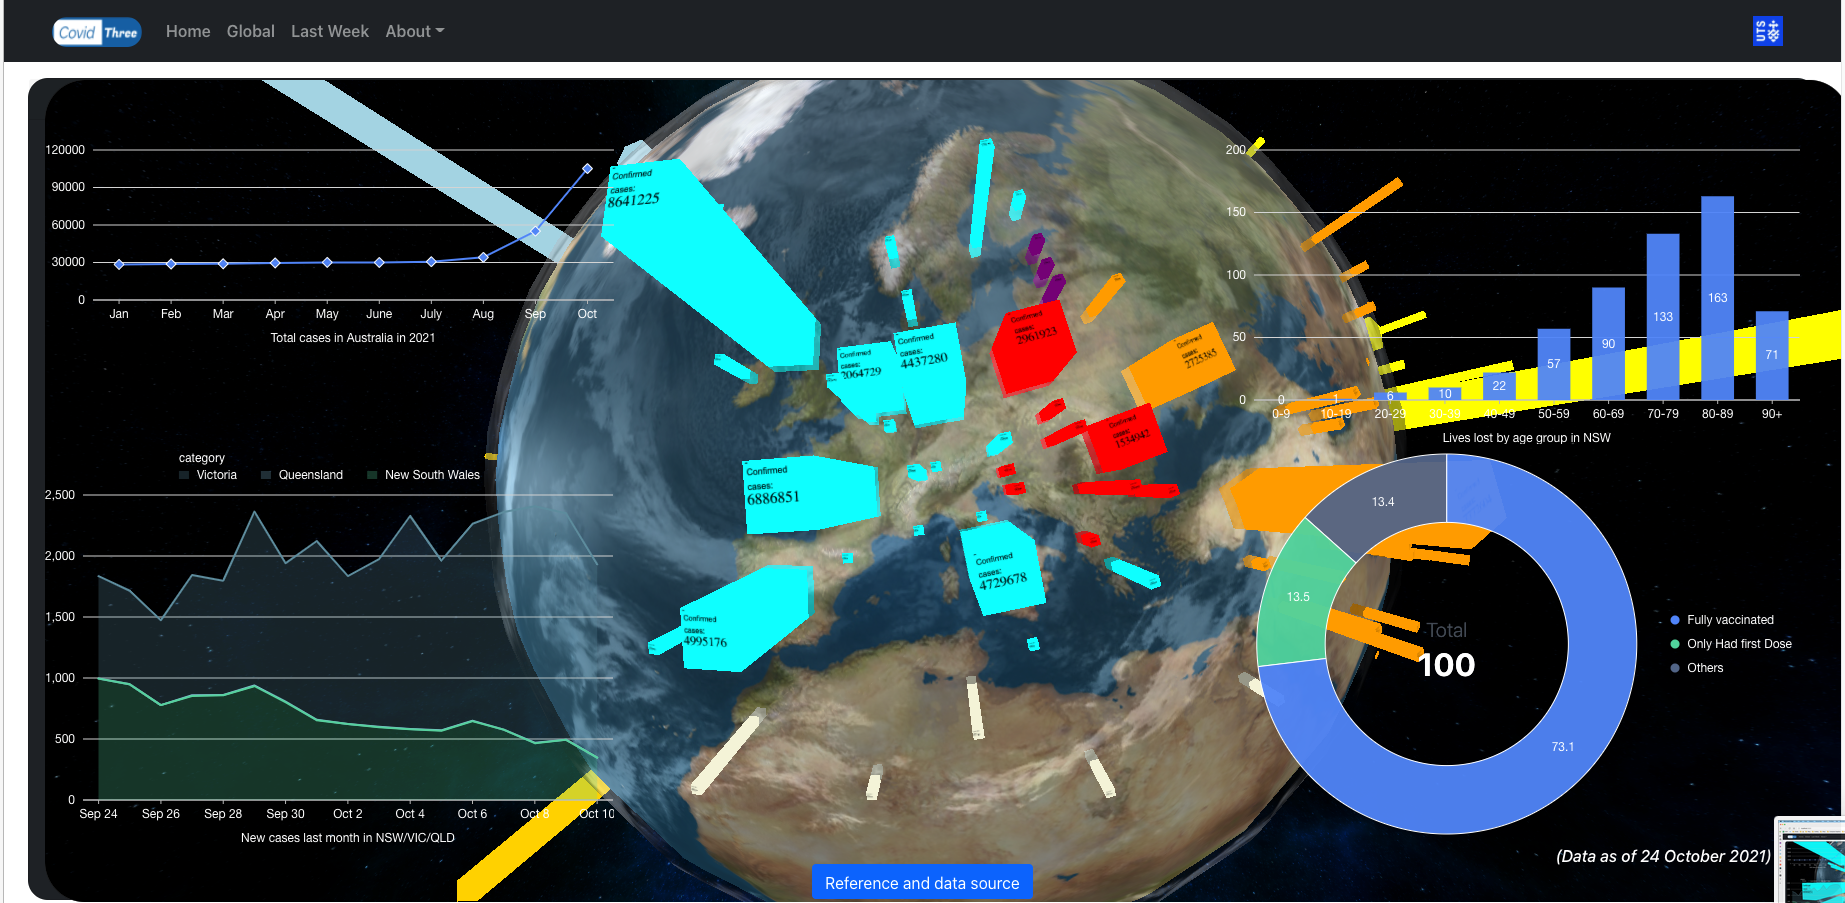 Covid Three
Home
Global
Last Week
About
UTS
120000
90000
60000
30000
0
Jan Feb Mar Apr May June July Aug Sep Oct
Total cases in Australia in 2021
category
Victoria Queensland New South Wales
2,500
2,000
1,500
1,000
500
0
Sep 24 Sep 26 Sep 28 Sep 30 Oct 2 Oct 4 Oct 6 Oct 8 Oct 10
New cases last month in NSW/VIC/QLD
Confirmed
cases:
8641225
Confirmed
cases:
2064729
Confirmed
cases:
4437280
Confirmed
cases:
2961923
Confirmed
cases:
2725385
Confirmed
cases:
1534942
Confirmed
cases:
6886851
Confirmed
cases:
4729678
Confirmed
cases:
4995176
Reference and data source
200
150
100
50
0
0 1 6 10 22 57 90 133 163 71
0-9 10-19 20-29 30-39 40-49 50-59 60-69 70-79 80-89 90+
Lives lost by age group in NSW
13.4
13.5
73.1
Total
100
Fully vaccinated
Only Had first Dose
Others
(Data as of 24 October 2021)